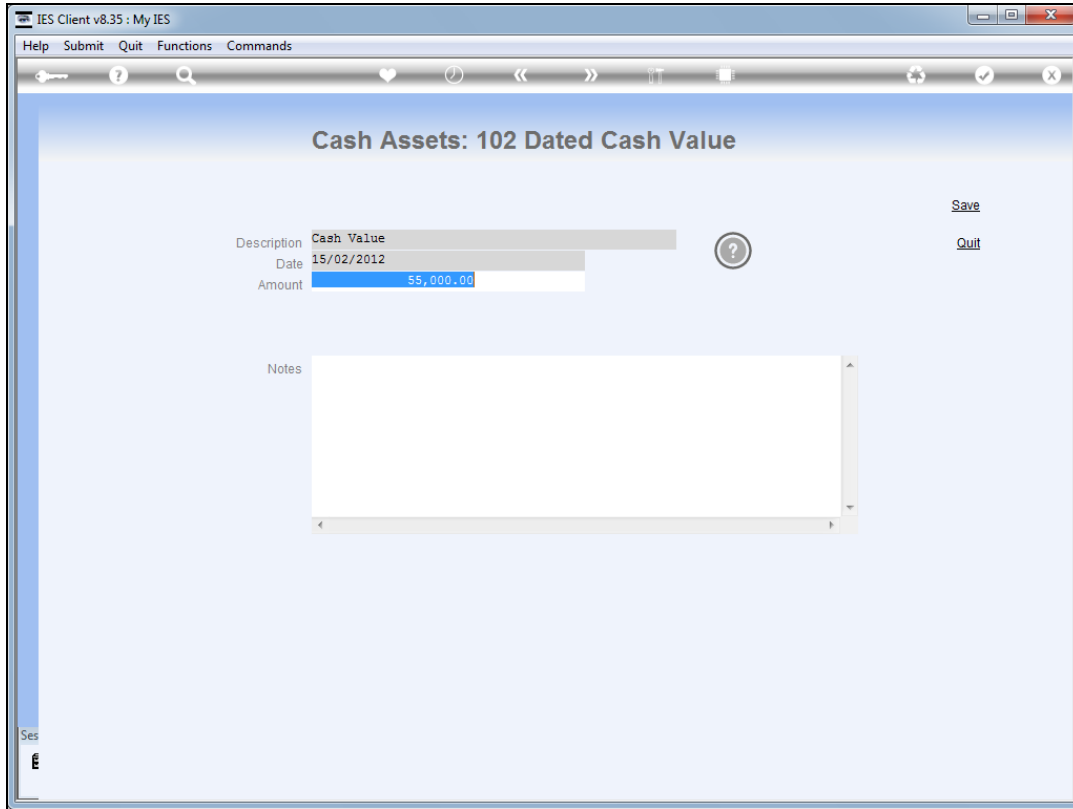 IES Client v8.35 : My IES
Help Submit Quit Functions Commands
Cash Assets: 102 Dated Cash Value
Save
Description Cash Value
Quit
Date 15/02/2012
Amount 55,000.00
Notes
Ses